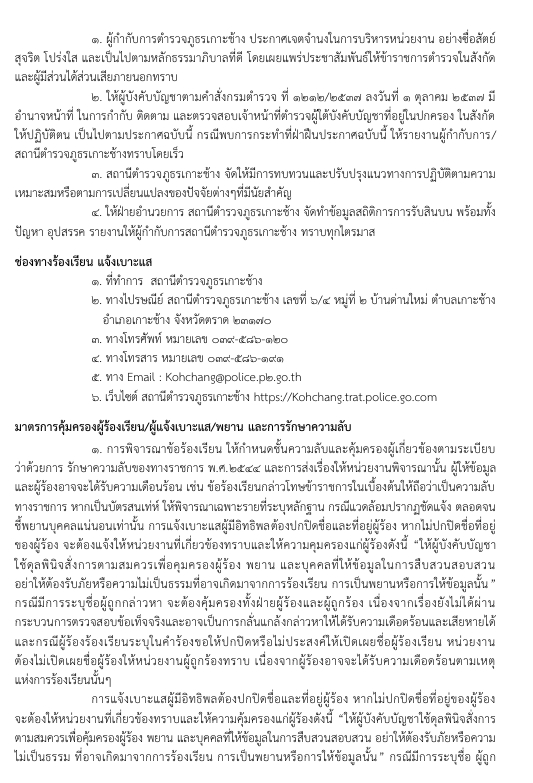 ๑. ผู้กำกับการตำรวจภูธรเกาะช้าง ประกาศเจตจำนงในการบริหารหน่วยงาน อย่างซื่อสัตย์
สุจริต โปร่งใส และเป็นไปตามหลักธรรมาภิบาลที่ดี โดยเผยแพร่ประชาสัมพันธ์ให้ข้าราชการตำรวจในสังกัด
และผู้มีส่วนได้ส่วนเสียภายนอกทราบ
๒. ให้ผู้บังคับบัญชาตามคำสั่งกรมตำรวจ ที่ ๑๒๑๒/๒๕๓๗ ลงวันที่ ๑ ตุลาคม ๒๕๓๗ มี
อำนาจหน้าที่ ในการกำกับ ติดตาม และตรวจสอบเจ้าหน้าที่ตำรวจผู้ใต้บังคับบัญชาที่อยู่ในปกครอง ในสังกัด
ให้ปฏิบัติตน เป็นไปตามประกาศฉบับนี้ กรณีพบการกระทำที่ฝ่าฝืนประกาศฉบับนี้ ให้รายงานผู้กำกับการ/
สถานีตำรวจภูธรเกาะช้างทราบโดยเร็ว
๓. สถานีตำรวจภูธรเกาะช้าง จัดให้มีการทบทวนและปรับปรุงแนวทางการปฏิบัติตามความ
เหมาะสมหรือตามการเปลี่ยนแปลงของปัจจัยต่างๆที่มีนัยสำคัญ
๔. ให้ฝ่ายอำนวยการ สถานีตำรวจภูธรเกาะช้าง จัดทำข้อมูลสถิติการการรับสินบน พร้อมทั้ง
ปัญหา อุปสรรค รายงานให้ผู้กำกับการสถานีตำรวจภูธรเกาะช้าง ทราบทุกไตรมาส
ช่องทางร้องเรียน แจ้งเบาะแส
๑. ที่ทำการ สถานีตำรวจภูธรเกาะช้าง
๒. ทางไปรษณีย์ สถานีตำรวจภูธรเกาะช้าง เลขที่ ๖/๔ หมู่ที่ ๒ บ้านด่านใหม่ ตำบลเกาะช้าง
อำเภอเกาะช้าง จังหวัดตราด ๒๓๑๗๐
๓. ทางโทรศัพท์ หมายเลข ๐๓๙-๕๘๖-๑๒๐
๔. ทางโทรสาร หมายเลข ๐๓๙-๕๘๖-๑๙๑
๕. ทาง Email : Kohchang@police.p๒.go.th
๖. เว็บไซต์ สถานีตำรวจภูธรเกาะช้าง https://Kohchang.trat.police.go.com
มาตรการคุ้มครองผู้ร้องเรียน/ผู้แจ้งเบาะแส/พยาน และการรักษาความลับ
๑. การพิจารณาข้อร้องเรียน ให้กำหนดชั้นความลับและคุ้มครองผู้เกี่ยวข้องตามระเบียบ
ว่าด้วยการ รักษาความลับของทางราชการ พ.ศ.๒๕๔๔ และการส่งเรื่องให้หน่วยงานพิจารณานั้น ผู้ให้ข้อมูล
และผู้ร้องอาจจะได้รับความเดือนร้อน เช่น ข้อร้องเรียนกล่าวโทษข้าราชการในเบื้องต้นให้ถือว่าเป็นความลับ
ทางราชการ หากเป็นบัตรสนเท่ห์ ให้พิจารณาเฉพาะรายที่ระบุหลักฐาน กรณีแวดล้อมปรากฏชัดแจ้ง ตลอดจน
ชี้พยานบุคคลแน่นอนเท่านั้น การแจ้งเบาะแสผู้มีอิทธิพลต้องปกปิดชื่อและที่อยู่ผู้ร้อง หากไม่ปกปิดชื่อที่อยู่
ของผู้ร้อง จะต้องแจ้งให้หน่วยงานที่เกี่ยวข้องทราบและให้ความคุ้มครองแก่ผู้ร้องดังนี้ “ให้ผู้บังคับบัญชา
ใช้ดุลพินิจสั่งการตามสมควรเพื่อคุ้มครองผู้ร้อง พยาน และบุคคลที่ให้ข้อมูลในการสืบสวนสอบสวน
อย่าให้ต้องรับภัยหรือความไม่เป็นธรรมที่อาจเกิดมาจากการร้องเรียน การเป็นพยานหรือการให้ข้อมูลนั้น”
กรณีมีการระบุชื่อผู้ถูกกล่าวหา จะต้องคุ้มครองทั้งฝ่ายผู้ร้องและผู้ถูกร้อง เนื่องจากเรื่องยังไม่ได้ผ่าน
กระบวนการตรวจสอบข้อเท็จจริงและอาจเป็นการกลั่นแกล้งกล่าวหาให้ได้รับความเดือดร้อนและเสียหายได้
และกรณีผู้ร้องร้องเรียนระบุในคำร้องขอให้ปกปิดหรือไม่ประสงค์ให้เปิดเผยชื่อผู้ร้องเรียน หน่วยงาน
ต้องไม่เปิดเผยชื่อผู้ร้องให้หน่วยงานผู้ถูกร้องทราบ เนื่องจากผู้ร้องอาจจะได้รับความเดือดร้อนตามเหตุ
แห่งการร้องเรียนนั้นๆ
การแจ้งเบาะแสผู้มีอิทธิพลต้องปกปิดชื่อและที่อยู่ผู้ร้อง หากไม่ปกปิดชื่อที่อยู่ของผู้ร้อง
จะต้องให้หน่วยงานที่เกี่ยวข้องทราบและให้ความคุ้มครองแก่ผู้ร้องดังนี้ “ให้ผู้บังคับบัญชาใช้ดุลพินิจสั่งการ
ตามสมควรเพื่อคุ้มครองผู้ร้อง พยาน และบุคคลที่ให้ข้อมูลในการสืบสวนสอบสวน อย่าให้ต้องรับภัยหรือความ
ไม่เป็นธรรม ที่อาจเกิดมาจากการร้องเรียน การเป็นพยานหรือการให้ข้อมูลนั้น” กรณีมีการระบุชื่อ ผู้ถูก